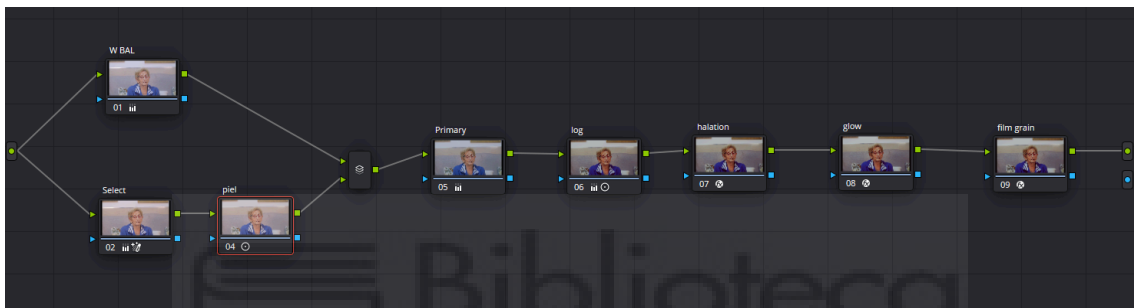 W BAL
01
Select
02
piel
04
Primary
05
log
06
halation
07
glow
08
film grain
09
Biblioteca